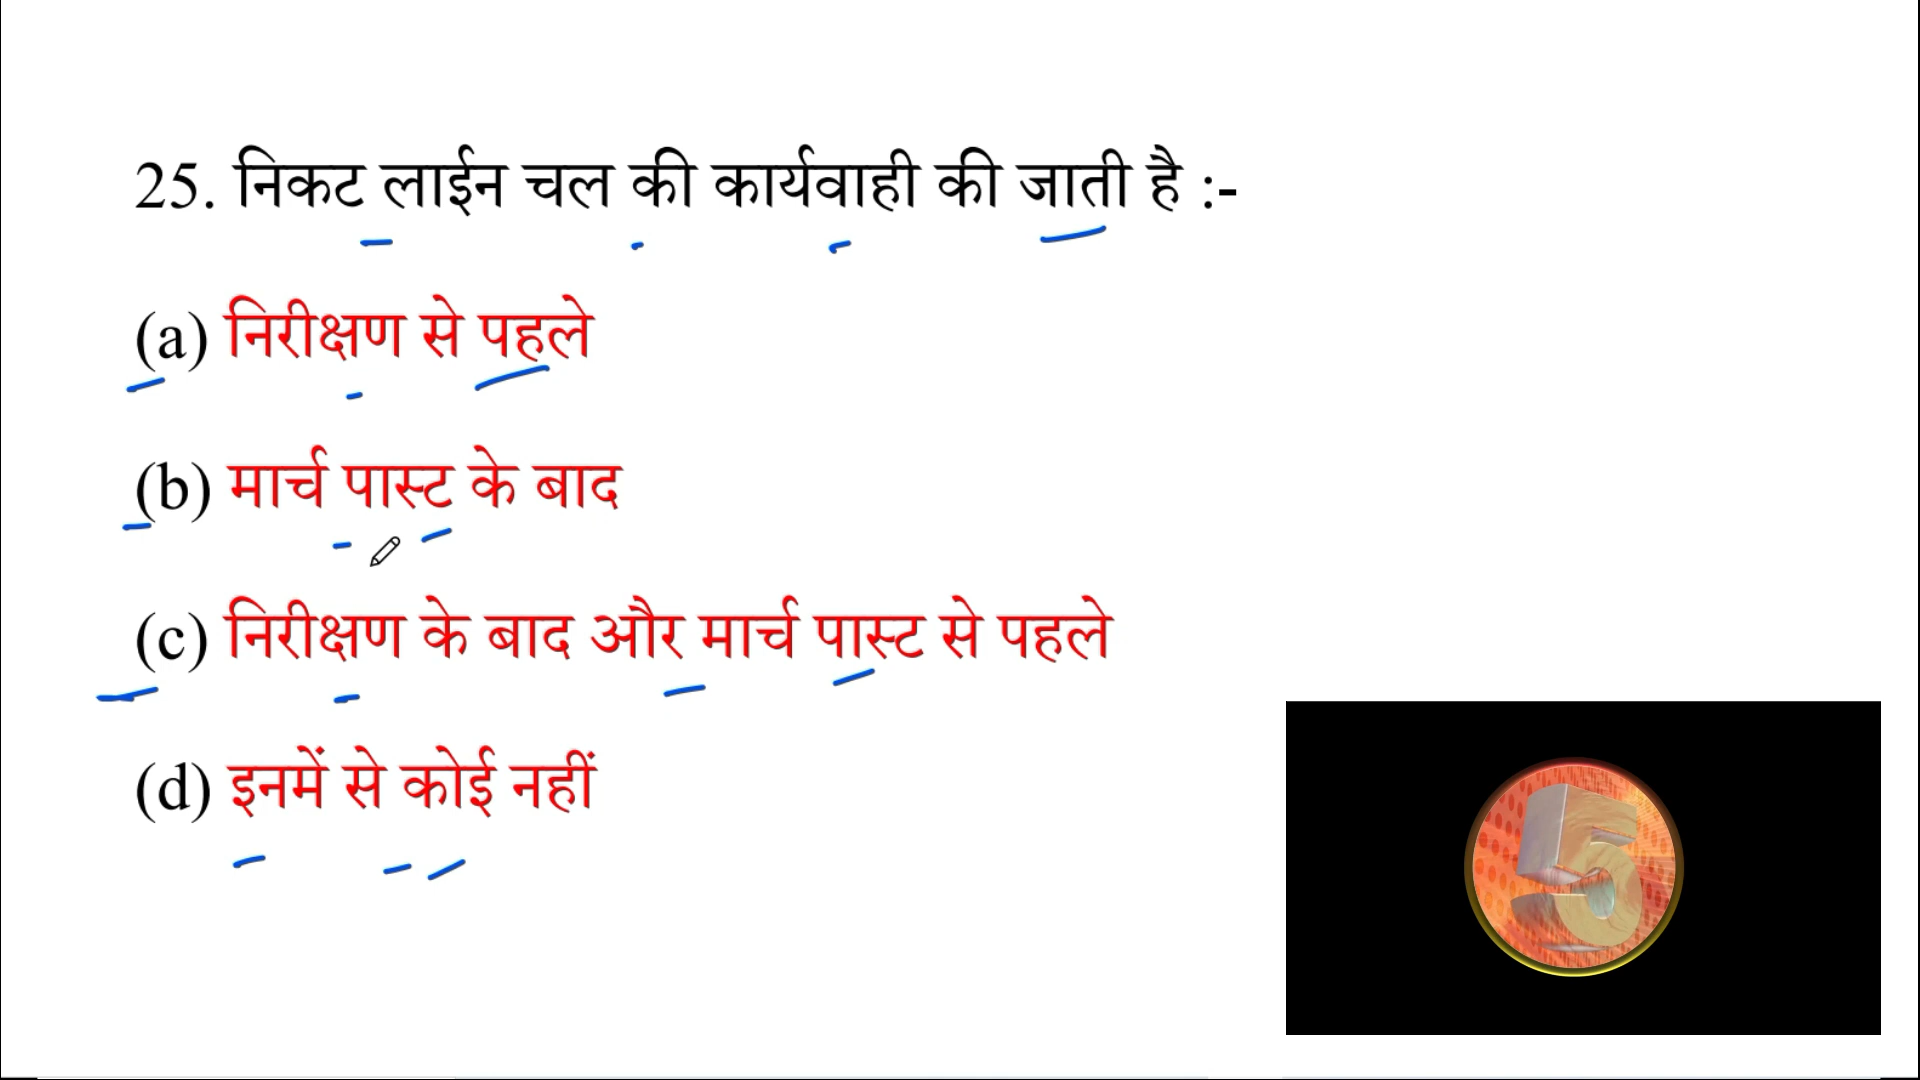 25. निकट लाईन चल की कार्यवाही की जाती है :-
(a) निरीक्षण से पहले
(b) मार्च पास्ट के बाद
(c) निरीक्षण के बाद और मार्च पास्ट से पहले
(d) इनमें से कोई नहीं
5